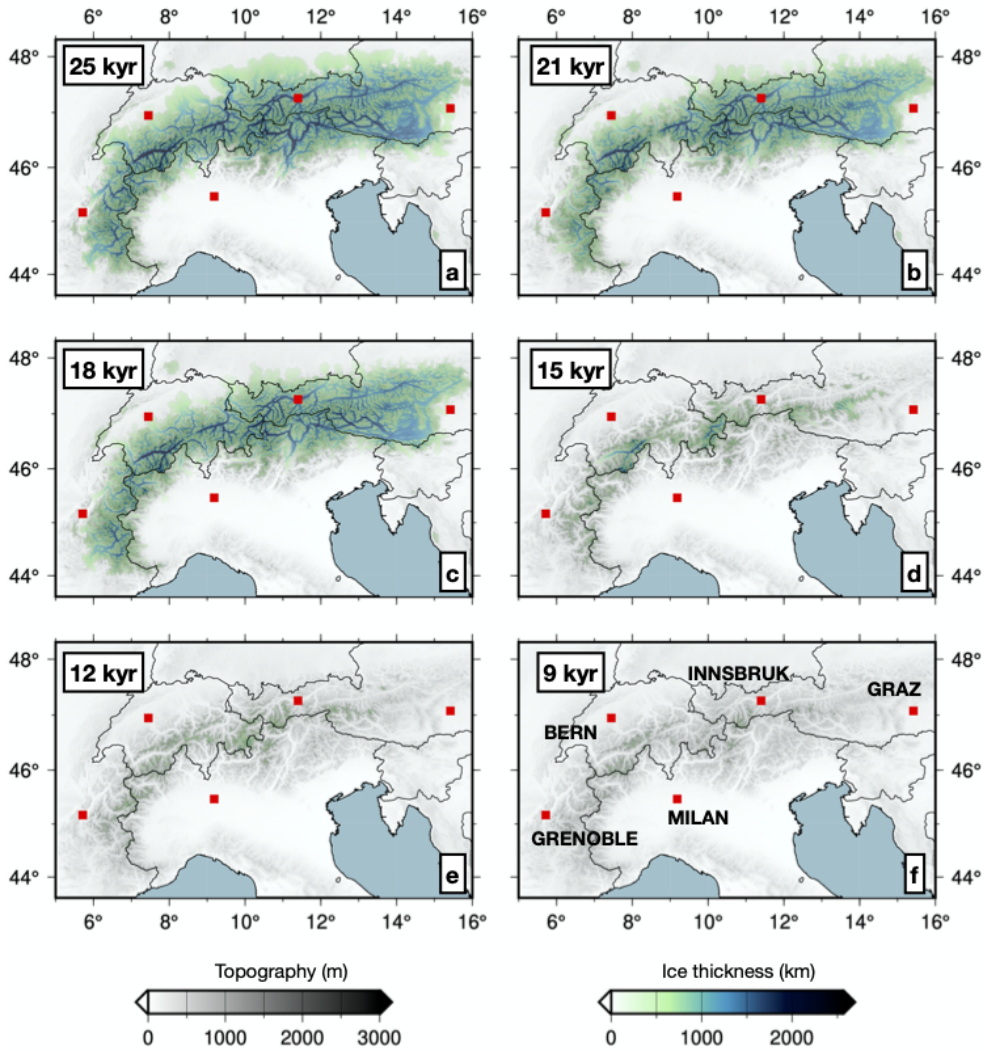 6° 8° 10° 12° 14° 16° 6° 8° 10° 12° 14° 16°
48° 25 kyr 21 kyr 48°
46° 46°
44° a b 44°
48° 18 kyr 15 kyr 48°
46° 46°
44° c d 44°
48° 12 kyr 9 kyr 48°
INNSBRUK
GRAZ
BERN
46° 46°
MILAN
GRENOBLE
44° e f 44°
6° 8° 10° 12° 14° 16° 6° 8° 10° 12° 14° 16°
Topography (m) Ice thickness (km)
0 1000 2000 3000 0 1000 2000